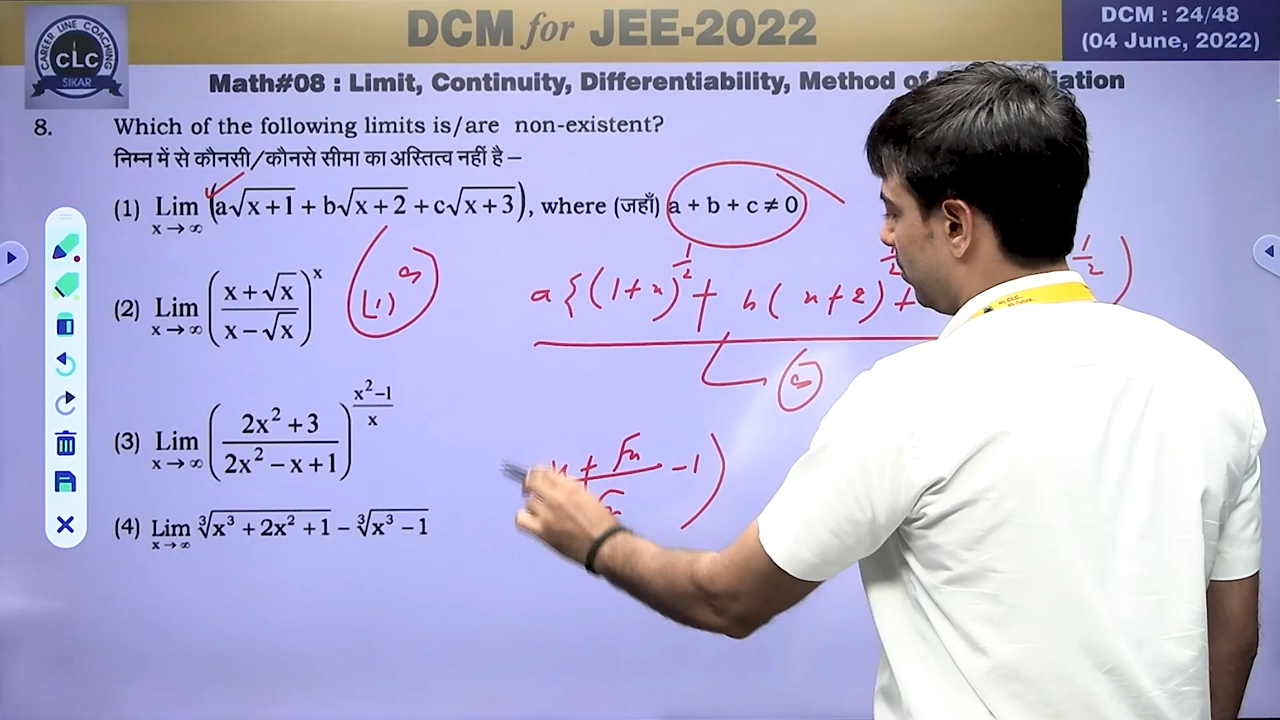 DCM for JEE-2022
DCM : 24/48
(04 June, 2022)
CAREER LINE COACHING
CLC
SIKAR
Math#08 : Limit, Continuity, Differentiability, Method of
8. Which of the following limits is/are non-existent?
निम्न में से कौनसी/कौनसे सीमा का अस्तित्व नहीं है –
(1) Lim x→∞ (a√x+1 + b√x+2 + c√x+3), where (जहाँ) a + b + c ≠ 0
(2) Lim x→∞ (x+√x / x−√x)^x
(3) Lim x→∞ (2x²+3 / 2x²−x+1)^(x²−1 / x)
(4) Lim x→∞ ∛x³+2x²+1 − ∛x³−1
(1)
a{(1+x)^1/2 + b(x+2)^1/2 +
+ √x
−1)